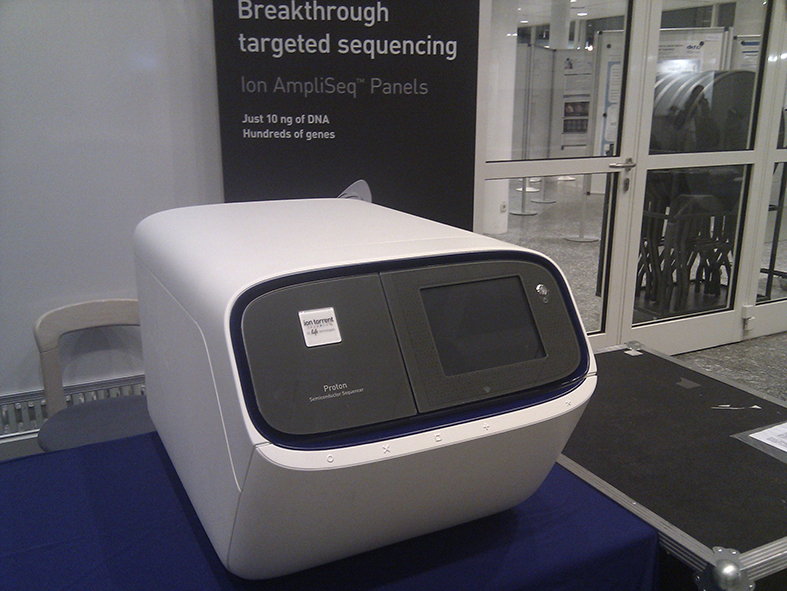 Breakthrough
targeted sequencing
Ion AmpliSeq™ Panels
Just 10 ng of DNA
Hundreds of genes
ion torrent
life
Proton
Semiconductor Sequencer